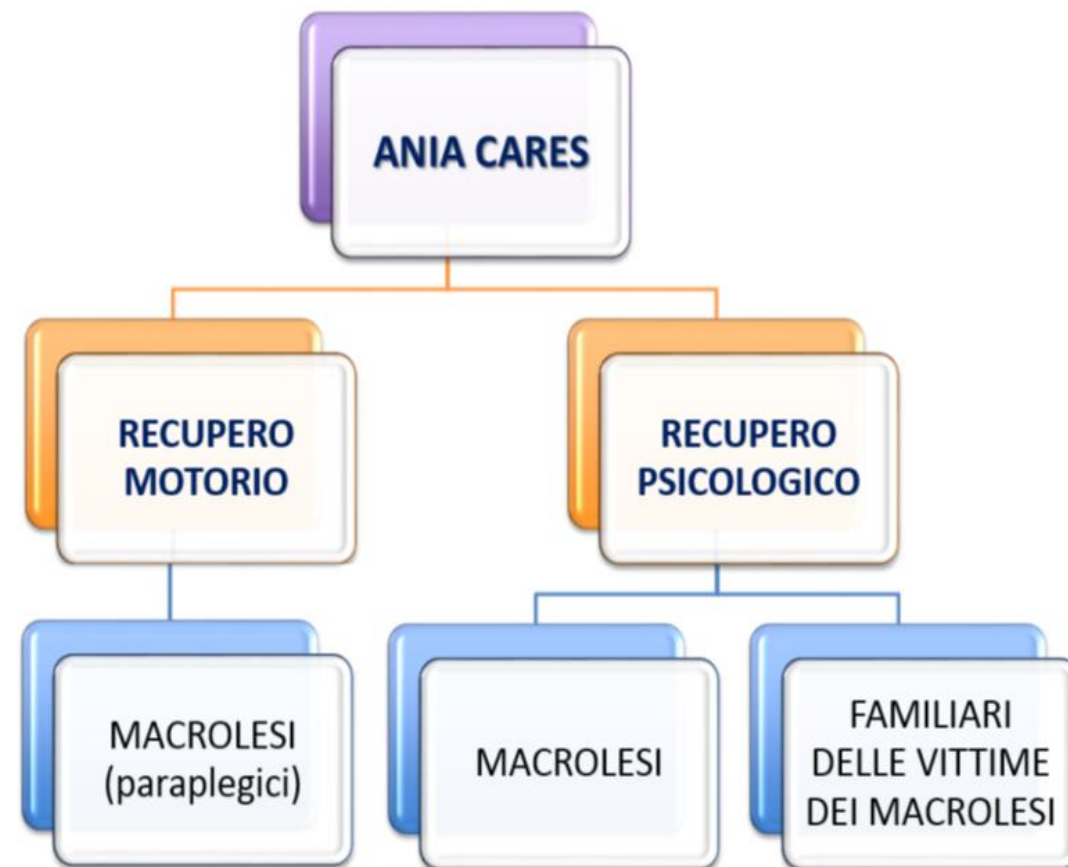 ANIA CARES
RECUPERO
MOTORIO
RECUPERO
PSICOLOGICO
MACROLESI
(paraplegici)
MACROLESI
FAMILIARI
DELLE VITTIME
DEI MACROLESI